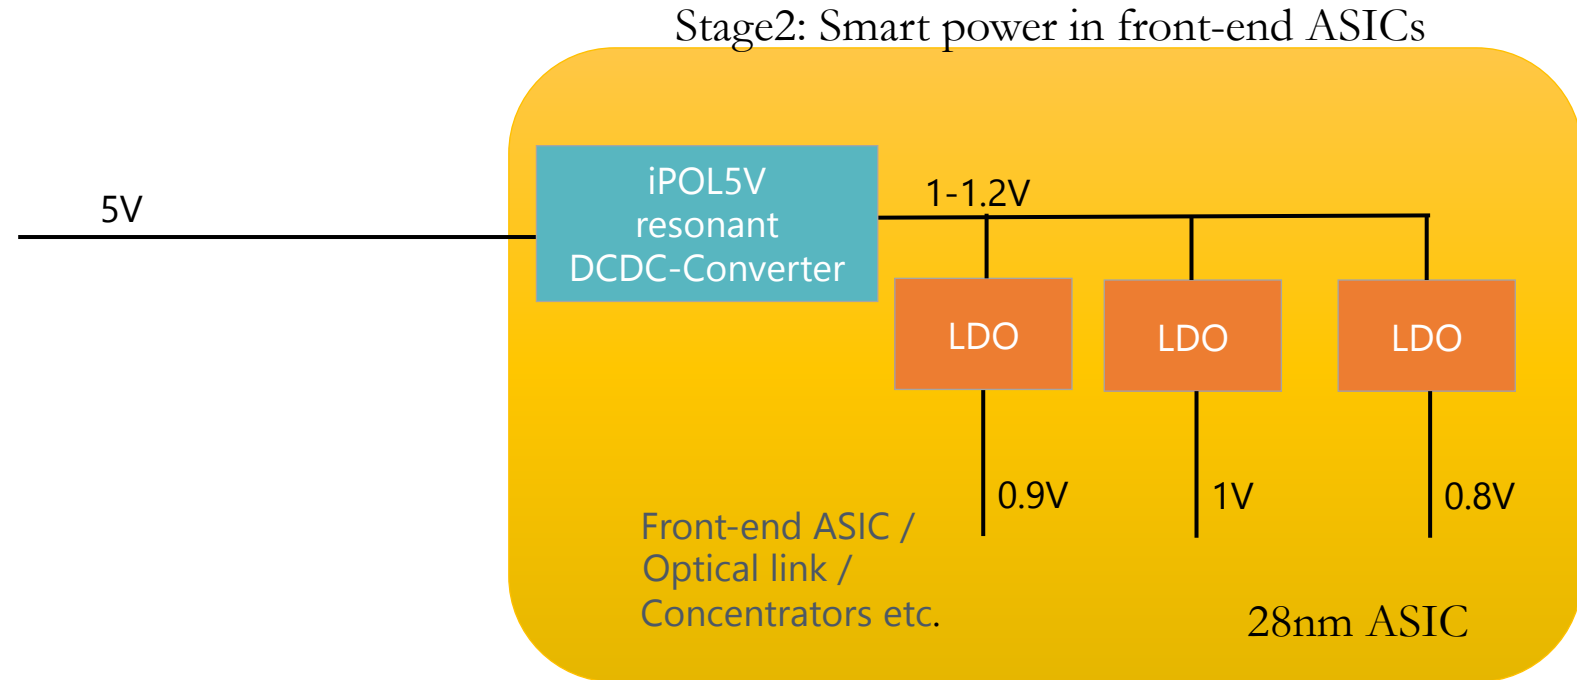 Stage2: Smart power in front-end ASICs
5V
iPOL5V
resonant
DCDC-Converter
1-1.2V
LDO
LDO
LDO
0.9V
1V
0.8V
Front-end ASIC /
Optical link /
Concentrators etc.
28nm ASIC